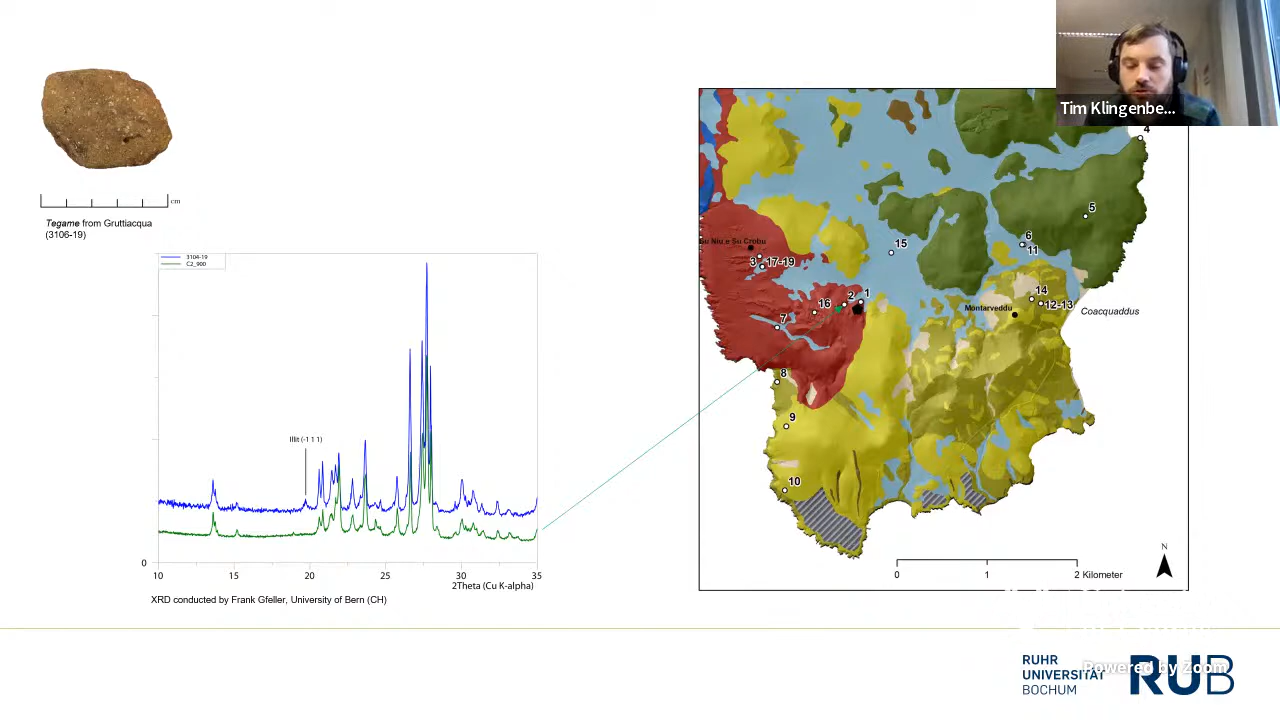 Tim Klingenbe...
cm
Tegame from Gruttiacqua
(3106-19)
3104-19
C2_900
Illit (-1 1 1)
0
10
15
20
25
30
35
2Theta (Cu K-alpha)
XRD conducted by Frank Gfeller, University of Bern (CH)
4
5
6
11
15
Su Niu e Su Crobu
3
17-19
16
2
1
7
14
12-13
Montarveddu
Coacquaddus
8
9
10
N
0
1
2 Kilometer
RUHR
UNIVERSITÄT
BOCHUM
RUB
Powered by Zoom